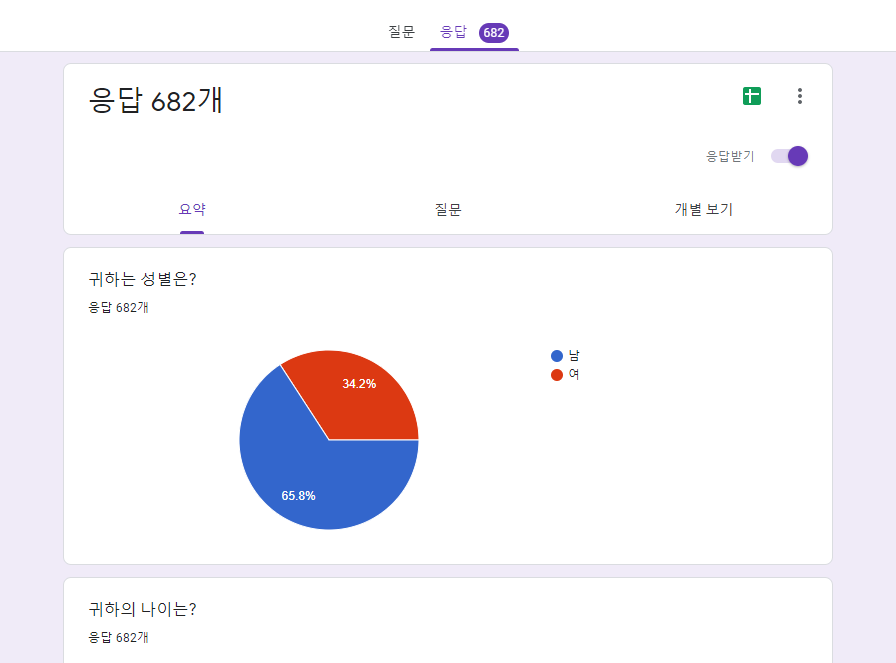 질문 응답 682
응답 682개
응답받기
요약 질문 개별 보기
귀하는 성별은?
응답 682개
남
여
34.2%
65.8%
귀하의 나이는?
응답 682개